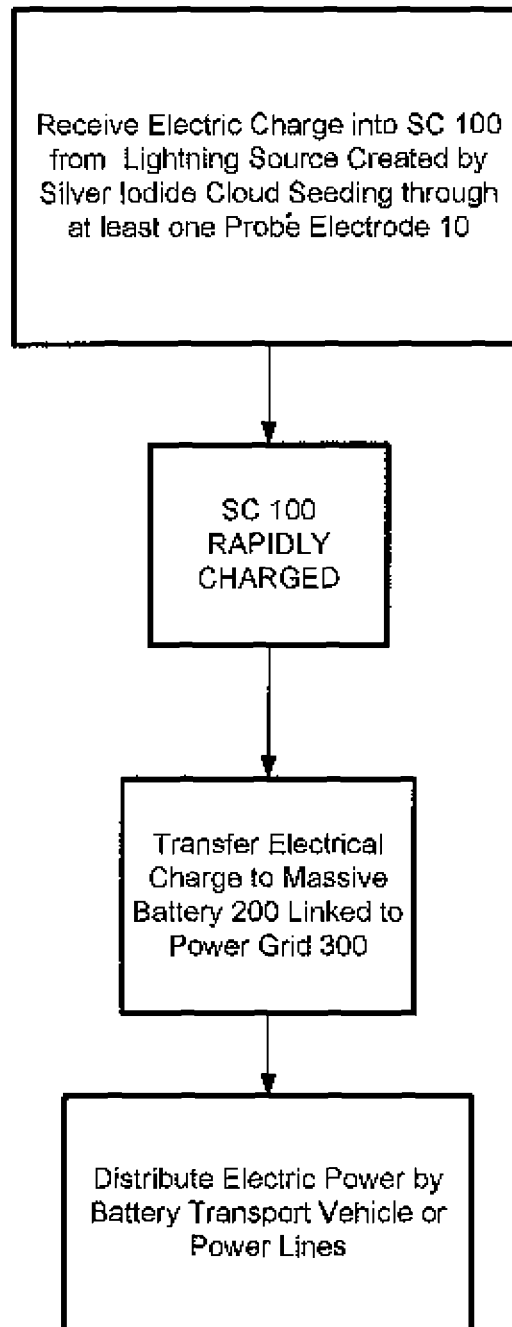 Receive Electric Charge into SC 100
from Lightning Source Created by
Silver Iodide Cloud Seeding through
at least one Probe Electrode 10
SC 100
RAPIDLY
CHARGED
Transfer Electrical
Charge to Massive
Battery 200 Linked to
Power Grid 300
Distribute Electric Power by
Battery Transport Vehicle or
Power Lines